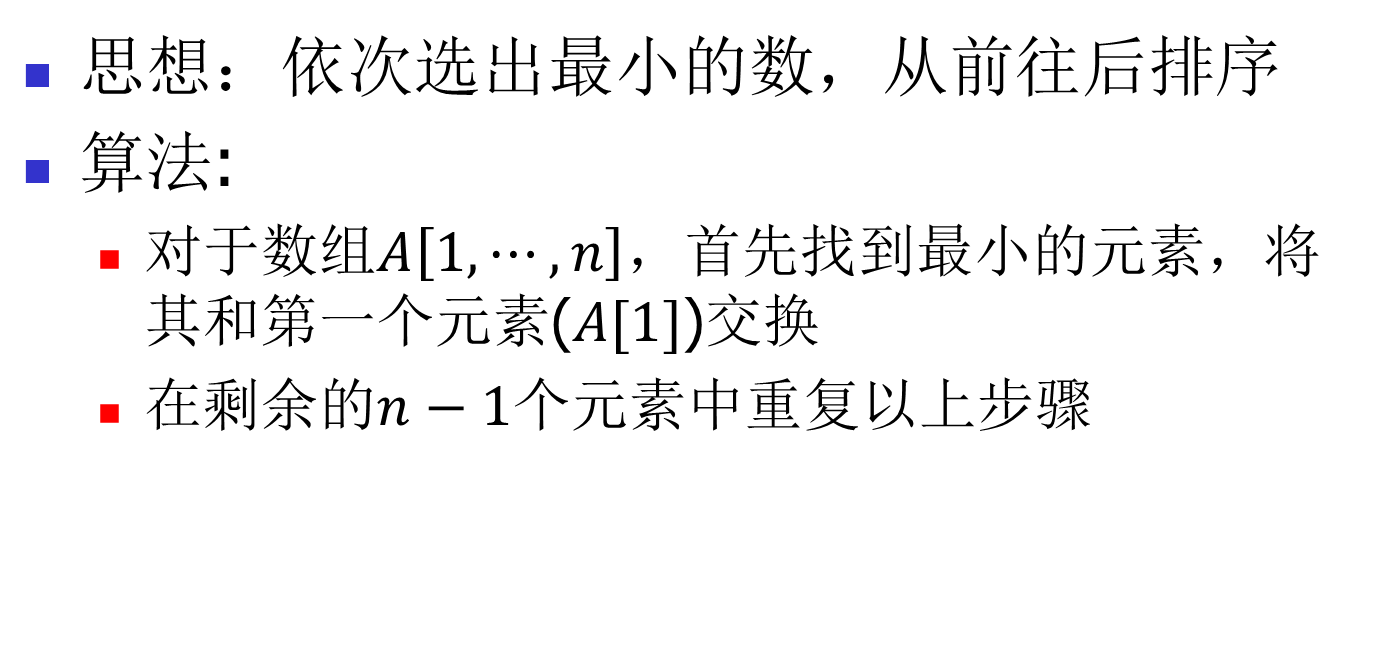 思想：依次选出最小的数，从前往后排序
算法:
对于数组A[1,⋯,n]，首先找到最小的元素，将
其和第一个元素(A[1])交换
在剩余的n − 1个元素中重复以上步骤